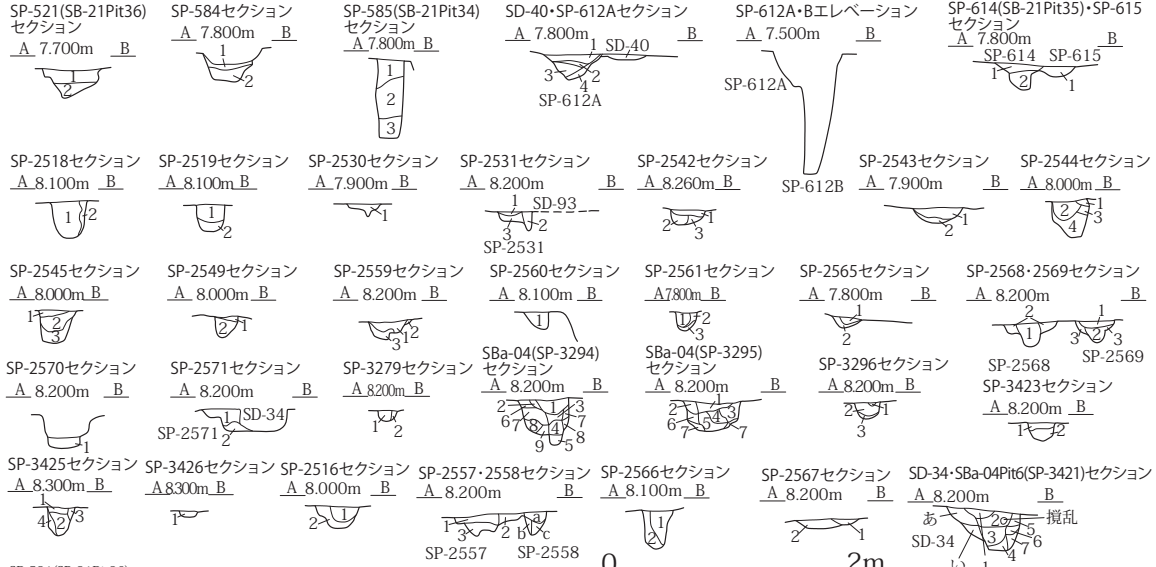 SP-521(SB-21Pit36)
セクション
A 7.700m B
1
2
SP-584セクション
A 7.800m B
1
2
SP-585(SB-21Pit34)
セクション
A 7.800m B
1
2
3
SD-40・SP-612Aセクション
A 7.800m B
1 SD-40
3 2
4
SP-612A
SP-612A・Bエレベーション
A 7.500m B
SP-612A
SP-612B
SP-614(SB-21Pit35)・SP-615
セクション
A 7.800m B
SP-614 SP-615
1 2 1
SP-2518セクション
A 8.100m B
1 2
SP-2519セクション
A 8.100m B
1
2
SP-2530セクション
A 7.900m B
1
SP-2531セクション
A 8.200m B
1 SD-93
3 2
SP-2531
SP-2542セクション
A 8.260m B
1
2 3
SP-2543セクション
A 7.900m B
1
2
SP-2544セクション
A 8.000m B
1
2 3
4
SP-2545セクション
A 8.000m B
1 2
3
SP-2549セクション
A 8.000m B
2 1
SP-2559セクション
A 8.200m B
3 1 2
SP-2560セクション
A 8.100m B
1
SP-2561セクション
A 7.800m B
1 2
3
SP-2565セクション
A 7.800m B
1
2
SP-2568・2569セクション
A 8.200m B
2 1
1 3 2 3
SP-2568 SP-2569
SP-2570セクション
A 8.200m B
1
SP-2571セクション
A 8.200m B
1 SD-34
SP-2571 2
SP-3279セクション
A 8.200m B
1 2
SBa-04(SP-3294)
セクション
A 8.200m B
2 1 3
6 7
7 8 4 8
9 5
SBa-04(SP-3295)
セクション
A 8.200m B
1
2 4 3
6 5
7 7
SP-3296セクション
A 8.200m B
2 1
3
SP-3423セクション
A 8.200m B
1 2
SP-3425セクション
A 8.300m B
1
4 2 3
SP-3426セクション
A 8.300m B
1
SP-2516セクション
A 8.000m B
2 1
SP-2557・2558セクション
A 8.200m B
1 2 a
3 b c
SP-2557 SP-2558
SP-2566セクション
A 8.100m B
1
2
SP-2567セクション
A 8.200m B
2 1
SD-34・SBa-04Pit6(SP-3421)セクション
A 8.200m B
あ 2 撹乱
5
SD-34 3 6
4 7
い 1
0 2m